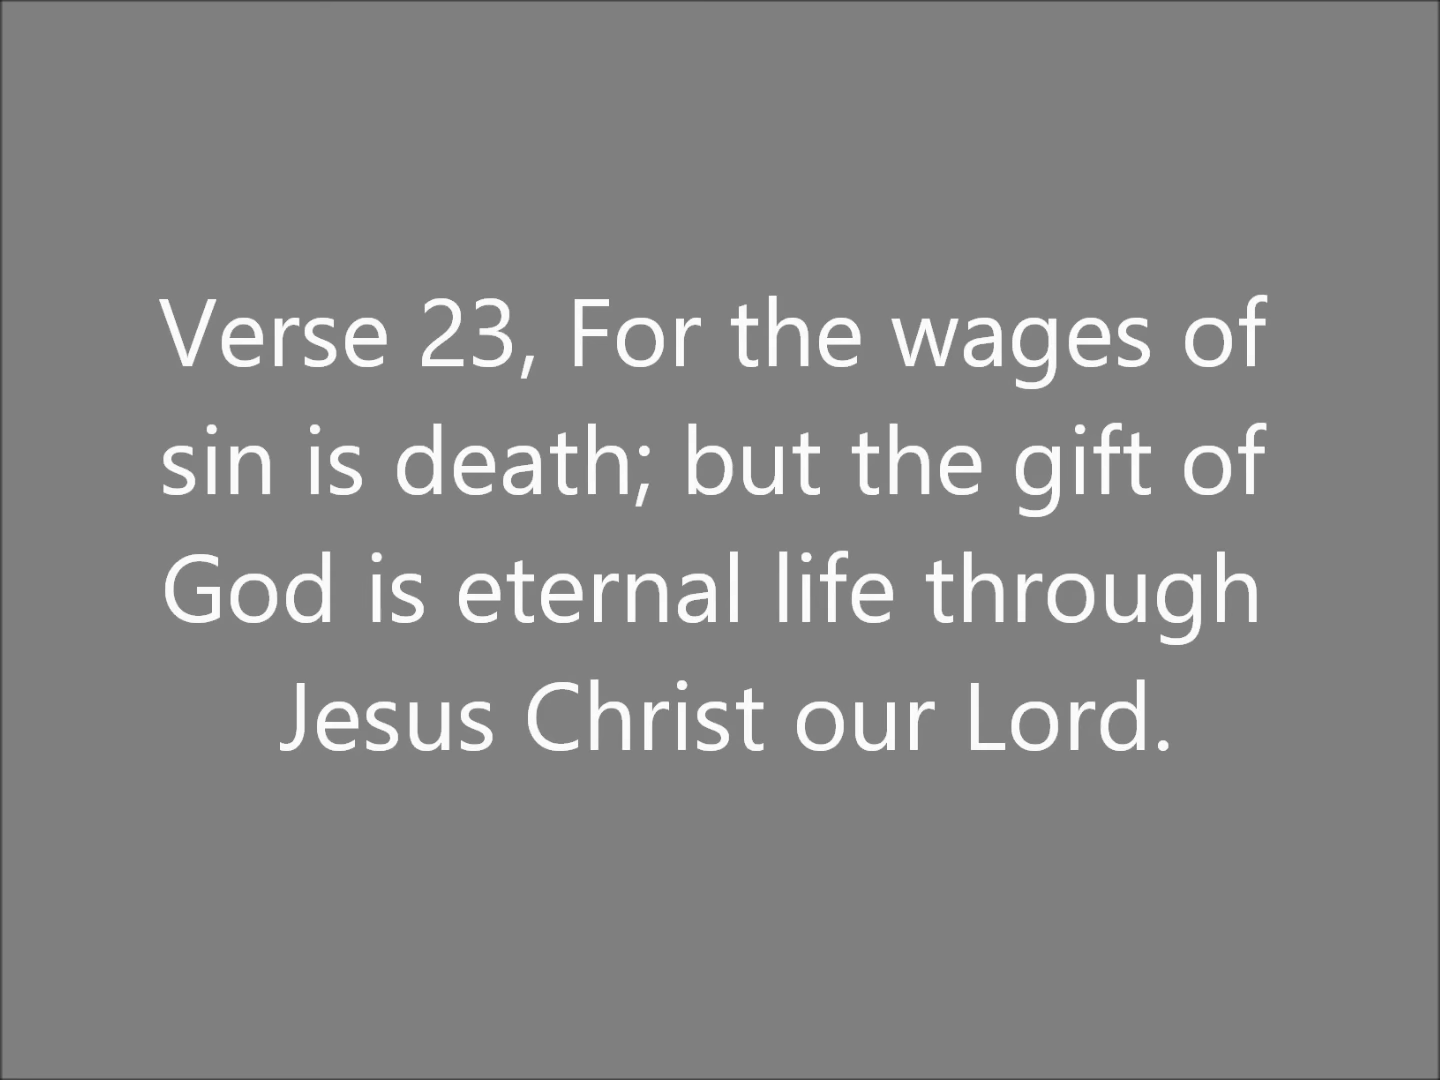 Verse 23, For the wages of
sin is death; but the gift of
God is eternal life through
Jesus Christ our Lord.